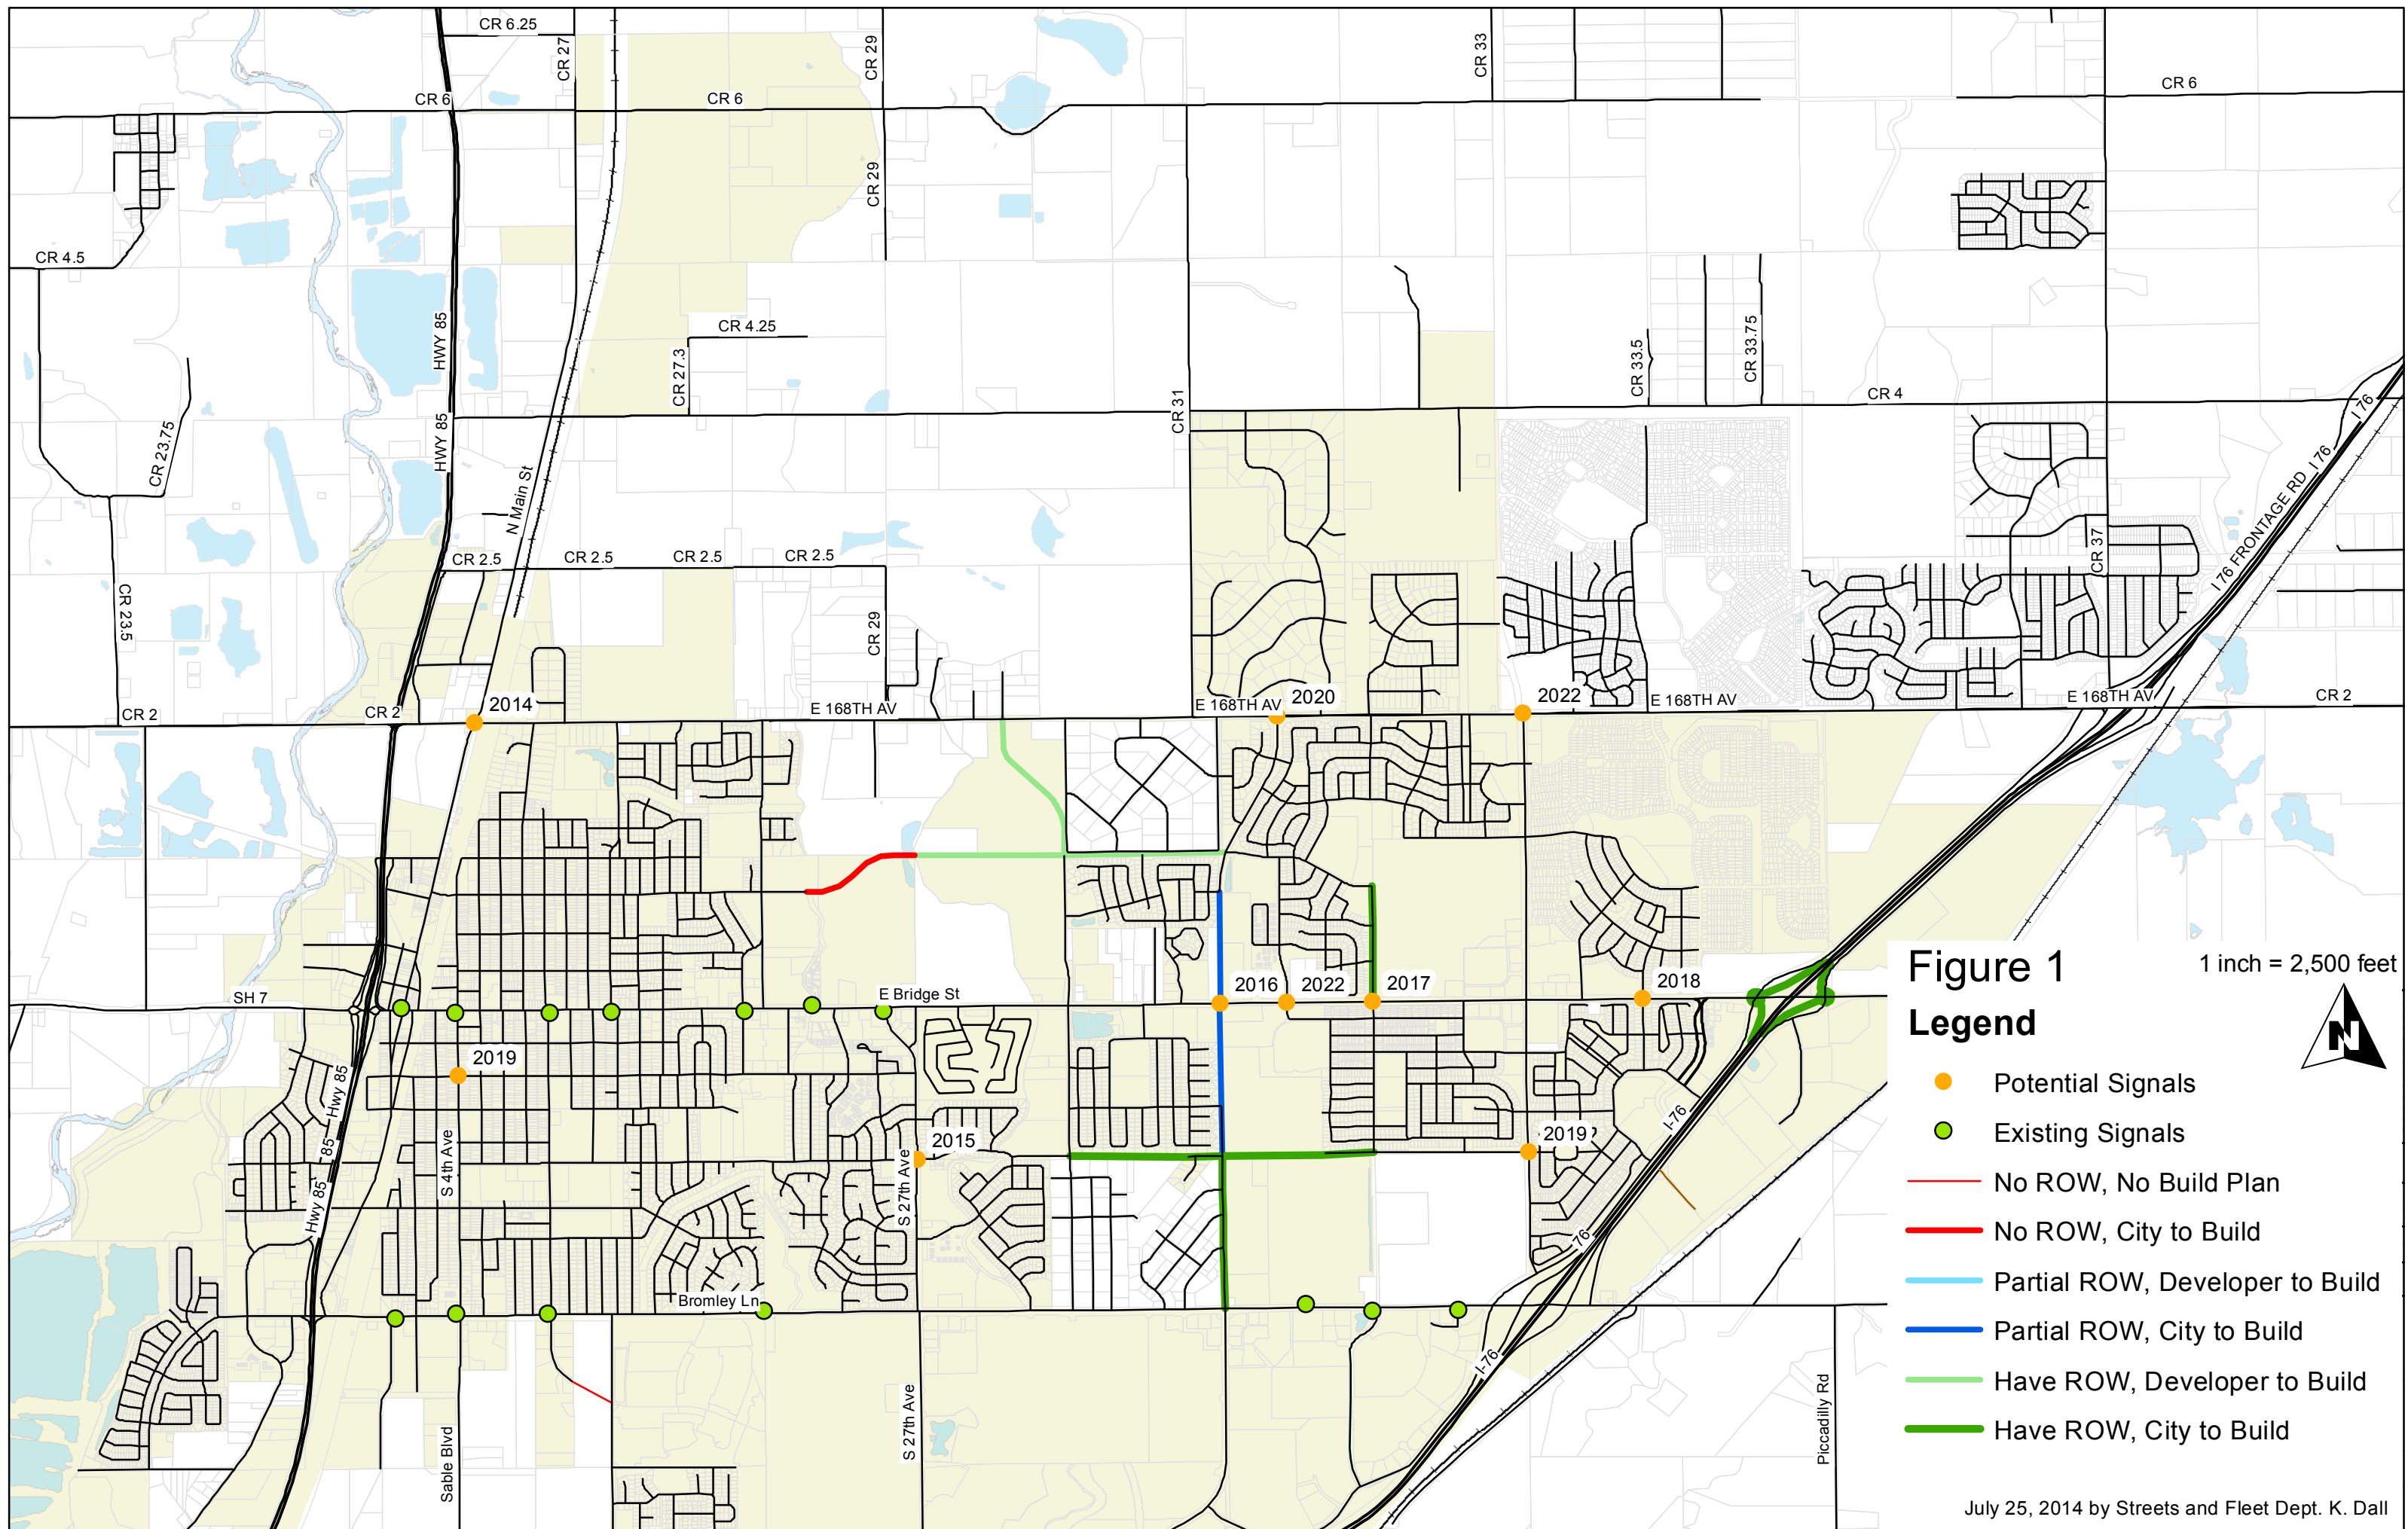 CR 6.25
CR 27
CR 29
CR 33
CR 6
CR 6
CR 6
CR 29
CR 4.5
HWY 85
CR 4.25
CR 27.3
CR 33.5
CR 33.75
CR 31
CR 4
I 76
HWY 85
CR 23.75
N Main St
I 76
I 76 FRONTAGE RD
CR 37
CR 2.5
CR 2.5
CR 2.5
CR 2.5
CR 23.5
CR 29
2014
2020
2022
CR 2
CR 2
E 168TH AV
E 168TH AV
E 168TH AV
E 168TH AV
CR 2
SH 7
E Bridge St
2016
2022
2017
2018
2019
Hwy 85
85
Hwy 85
S 4th Ave
2015
S 27th Ave
2019
I-76
76
Bromley Ln
I-76
Sable Blvd
S 27th Ave
Piccadilly Rd
Figure 1
1 inch = 2,500 feet
Legend
N
Potential Signals
Existing Signals
No ROW, No Build Plan
No ROW, City to Build
Partial ROW, Developer to Build
Partial ROW, City to Build
Have ROW, Developer to Build
Have ROW, City to Build
July 25, 2014 by Streets and Fleet Dept. K. Dall